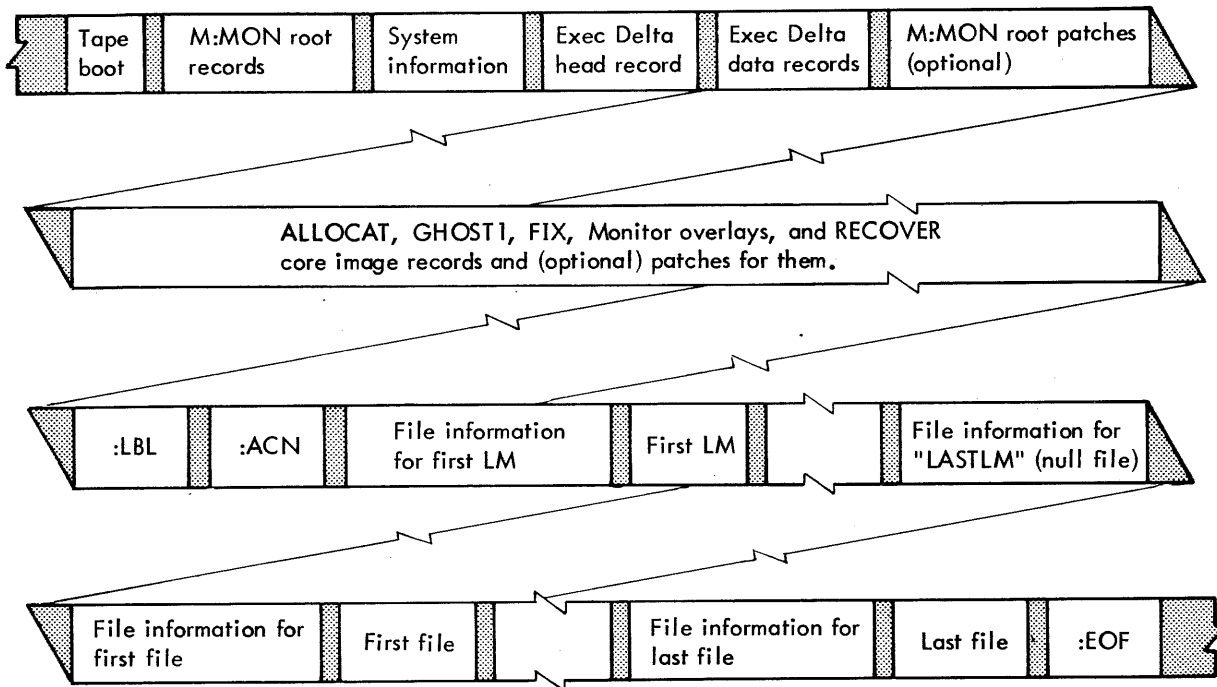 Tape
boot
M:MON root
records
System
information
Exec Delta
head record
Exec Delta
data records
M:MON root patches
(optional)
ALLOCAT, GHOST1, FIX, Monitor overlays, and RECOVER
core image records and (optional) patches for them.
:LBL
:ACN
File information
for first LM
First LM
File information for
"LASTLM" (null file)
File information for
first file
First file
File information for
last file
Last file
:EOF